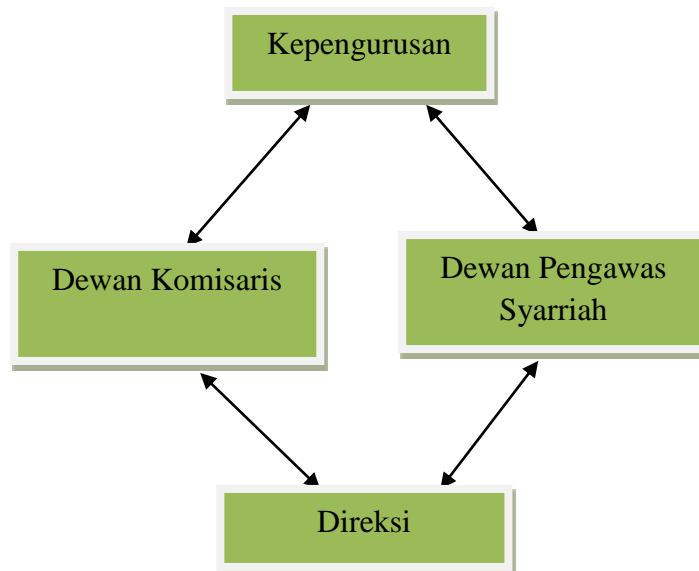 Kepengurusan
Dewan Komisaris
Dewan Pengawas
Syarriah
Direksi